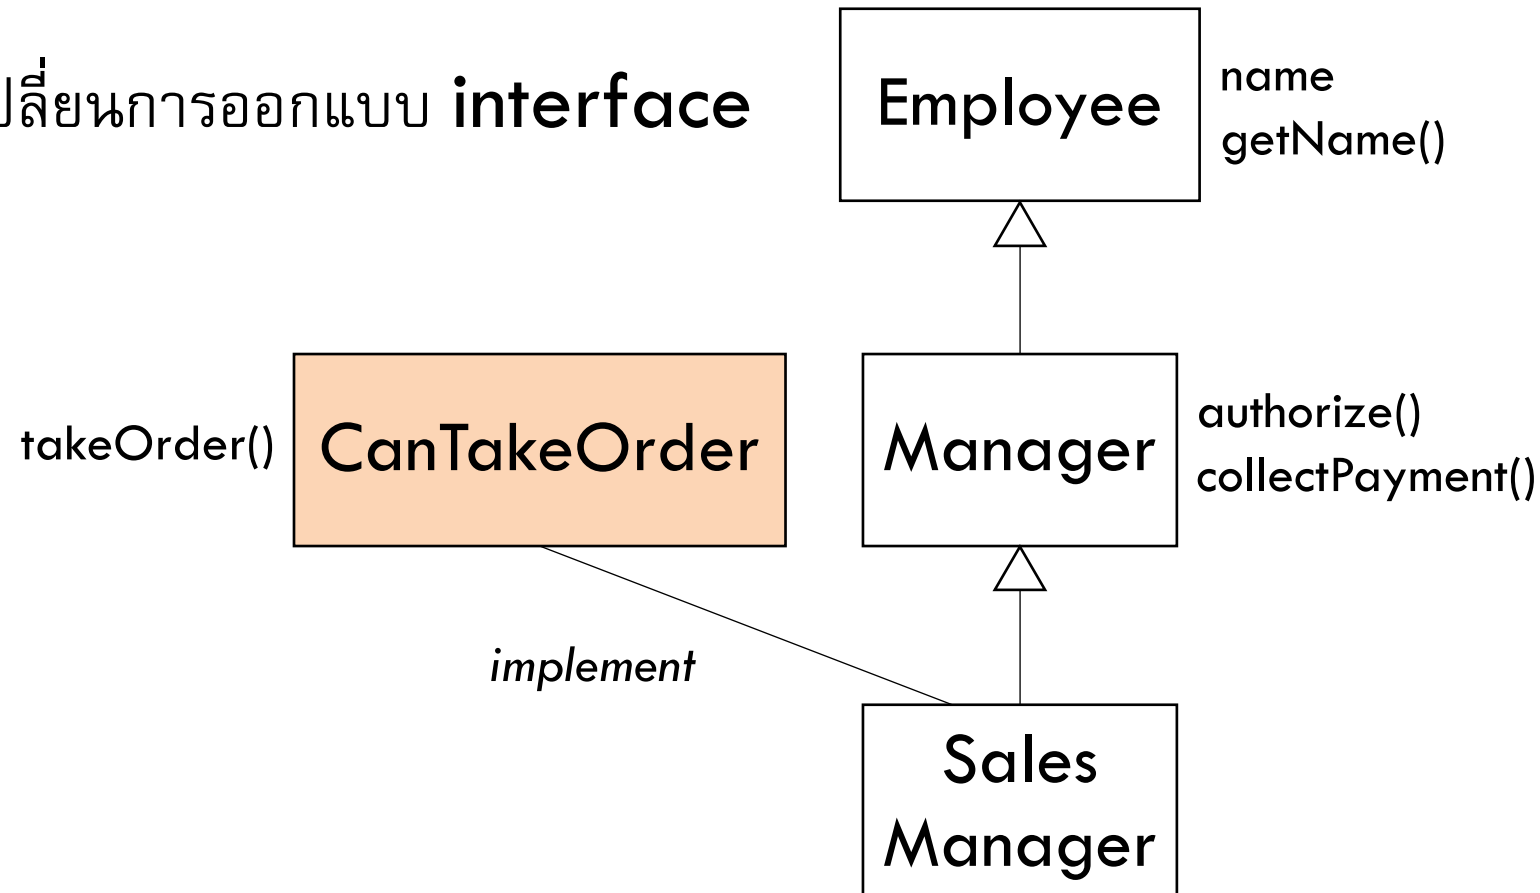 ปลี่ยนการออกแบบ interface
Employee
name
getName()
takeOrder()
CanTakeOrder
Manager
authorize()
collectPayment()
implement
Sales
Manager